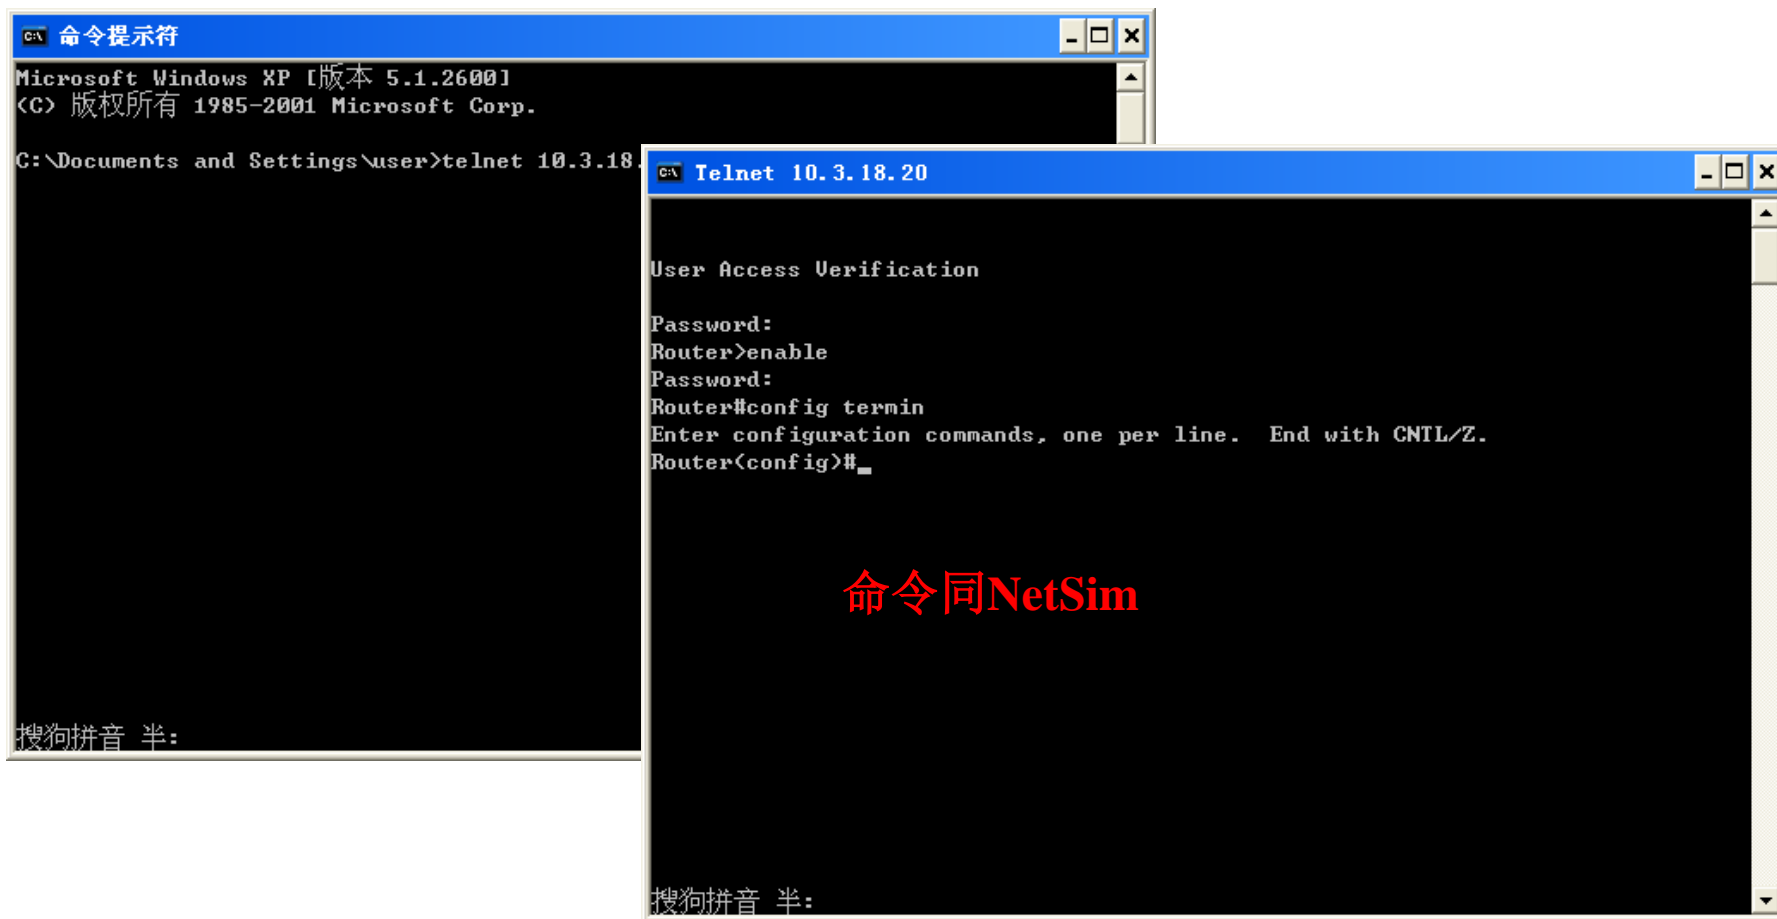 命令提示符
Microsoft Windows XP [版本 5.1.2600]
(C) 版权所有 1985-2001 Microsoft Corp.
C:\Documents and Settings\user>telnet 10.3.18.
搜狗拼音 半:
Telnet 10.3.18.20
User Access Verification
Password:
Router>enable
Password:
Router#config termin
Enter configuration commands, one per line.  End with CNTL/Z.
Router(config)#_
命令同NetSim
搜狗拼音 半: